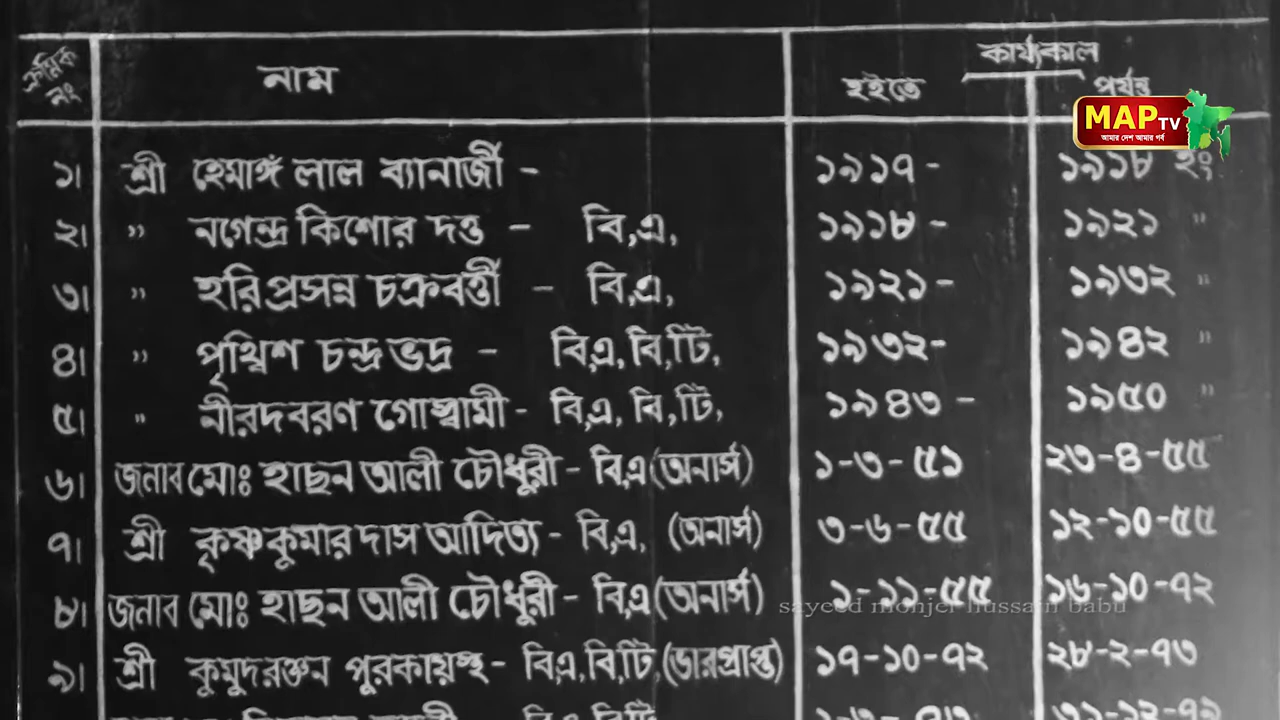 ক্রমিক নং নাম কার্য্যকাল
হইতে পর্যন্ত
MAP TV
আমার দেশ আমার গর্ব
১। শ্রী হেমাঙ্গ লাল ব্যানার্জী - ১৯১৭ - ১৯১৮ ইং
২। " নগেন্দ্র কিশোর দত্ত - বি,এ, ১৯১৮ - ১৯২১ "
৩। " হরিপ্রসন্ন চক্রবর্ত্তী - বি,এ, ১৯২১ - ১৯৩২ "
৪। " পৃথ্বিশ চন্দ্র ভদ্র - বি,এ, বি,টি, ১৯৩২- ১৯৪২ "
৫। " নীরদবরণ গোস্বামী - বি,এ, বি,টি, ১৯৪৩ - ১৯৫০ "
৬। জনাব মোঃ হাছন আলী চৌধুরী - বি,এ (অনার্স) ১-৩-৫১ ২৩-৪-৫৫
৭। শ্রী কৃষ্ণকুমার দাস আদিত্য - বি,এ, (অনার্স) ৩-৬-৫৫ ১২-১০-৫৫
৮। জনাব মোঃ হাছন আলী চৌধুরী - বি,এ (অনার্স) ১-১১-৫৫ ১৬-১০-৭২
sayeed monjer hussain babu
৯। শ্রী কুমুদরঞ্জন পুরকায়স্থ - বি,এ, বি,টি, (ভারপ্রাপ্ত) ১৭-১০-৭২ ২৮-২-৭৩